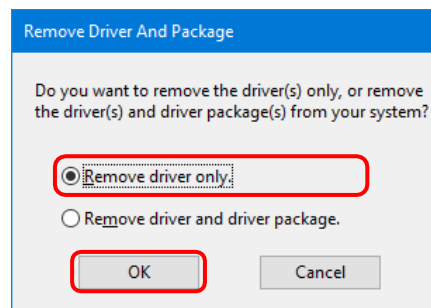 Remove Driver And Package
Do you want to remove the driver(s) only, or remove
the driver(s) and driver package(s) from your system?
Remove driver only.
Remove driver and driver package.
OK
Cancel